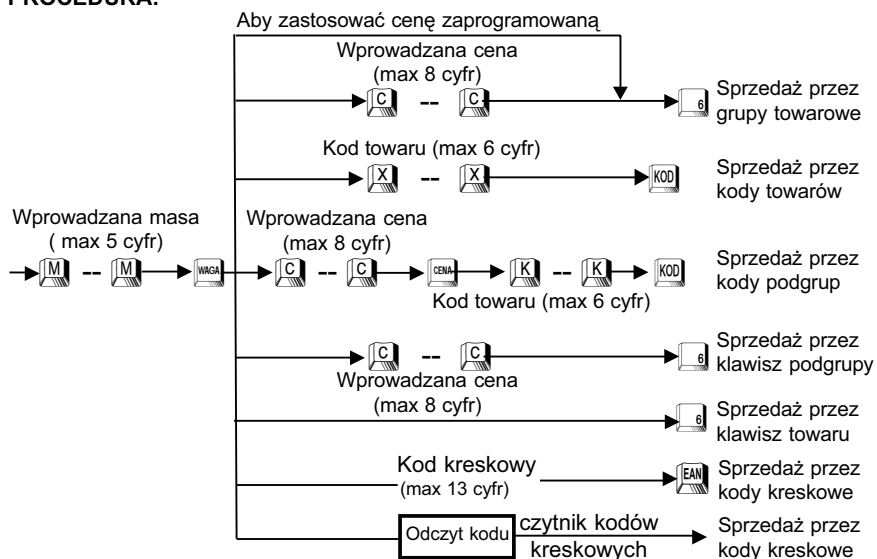 PROCEDURA:
Aby zastosować cenę zaprogramowaną
Wprowadzana cena
(max 8 cyfr)
C -- C 6 Sprzedaż przez
grupy towarowe
Kod towaru (max 6 cyfr)
X -- X KOD Sprzedaż przez
kody towarów
Wprowadzana masa
( max 5 cyfr)
Wprowadzana cena
(max 8 cyfr)
M -- M WAGA C -- C CENA K -- K KOD Sprzedaż przez
kody podgrup
Kod towaru (max 6 cyfr)
C -- C 6 Sprzedaż przez
klawisz podgrupy
Wprowadzana cena
(max 8 cyfr)
6 Sprzedaż przez
klawisz towaru
Kod kreskowy
(max 13 cyfr)
EAN Sprzedaż przez
kody kreskowe
Odczyt kodu czytnik kodów
kreskowych
Sprzedaż przez
kody kreskowe